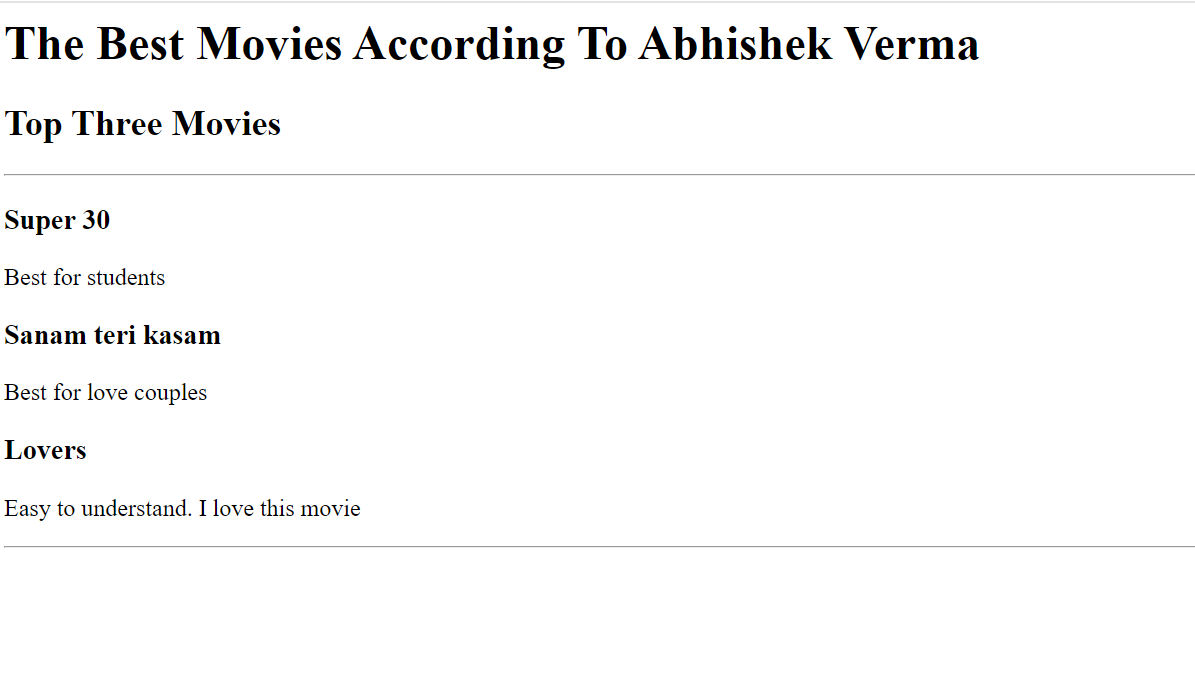 The Best Movies According To Abhishek Verma
Top Three Movies
Super 30
Best for students
Sanam teri kasam
Best for love couples
Lovers
Easy to understand. I love this movie